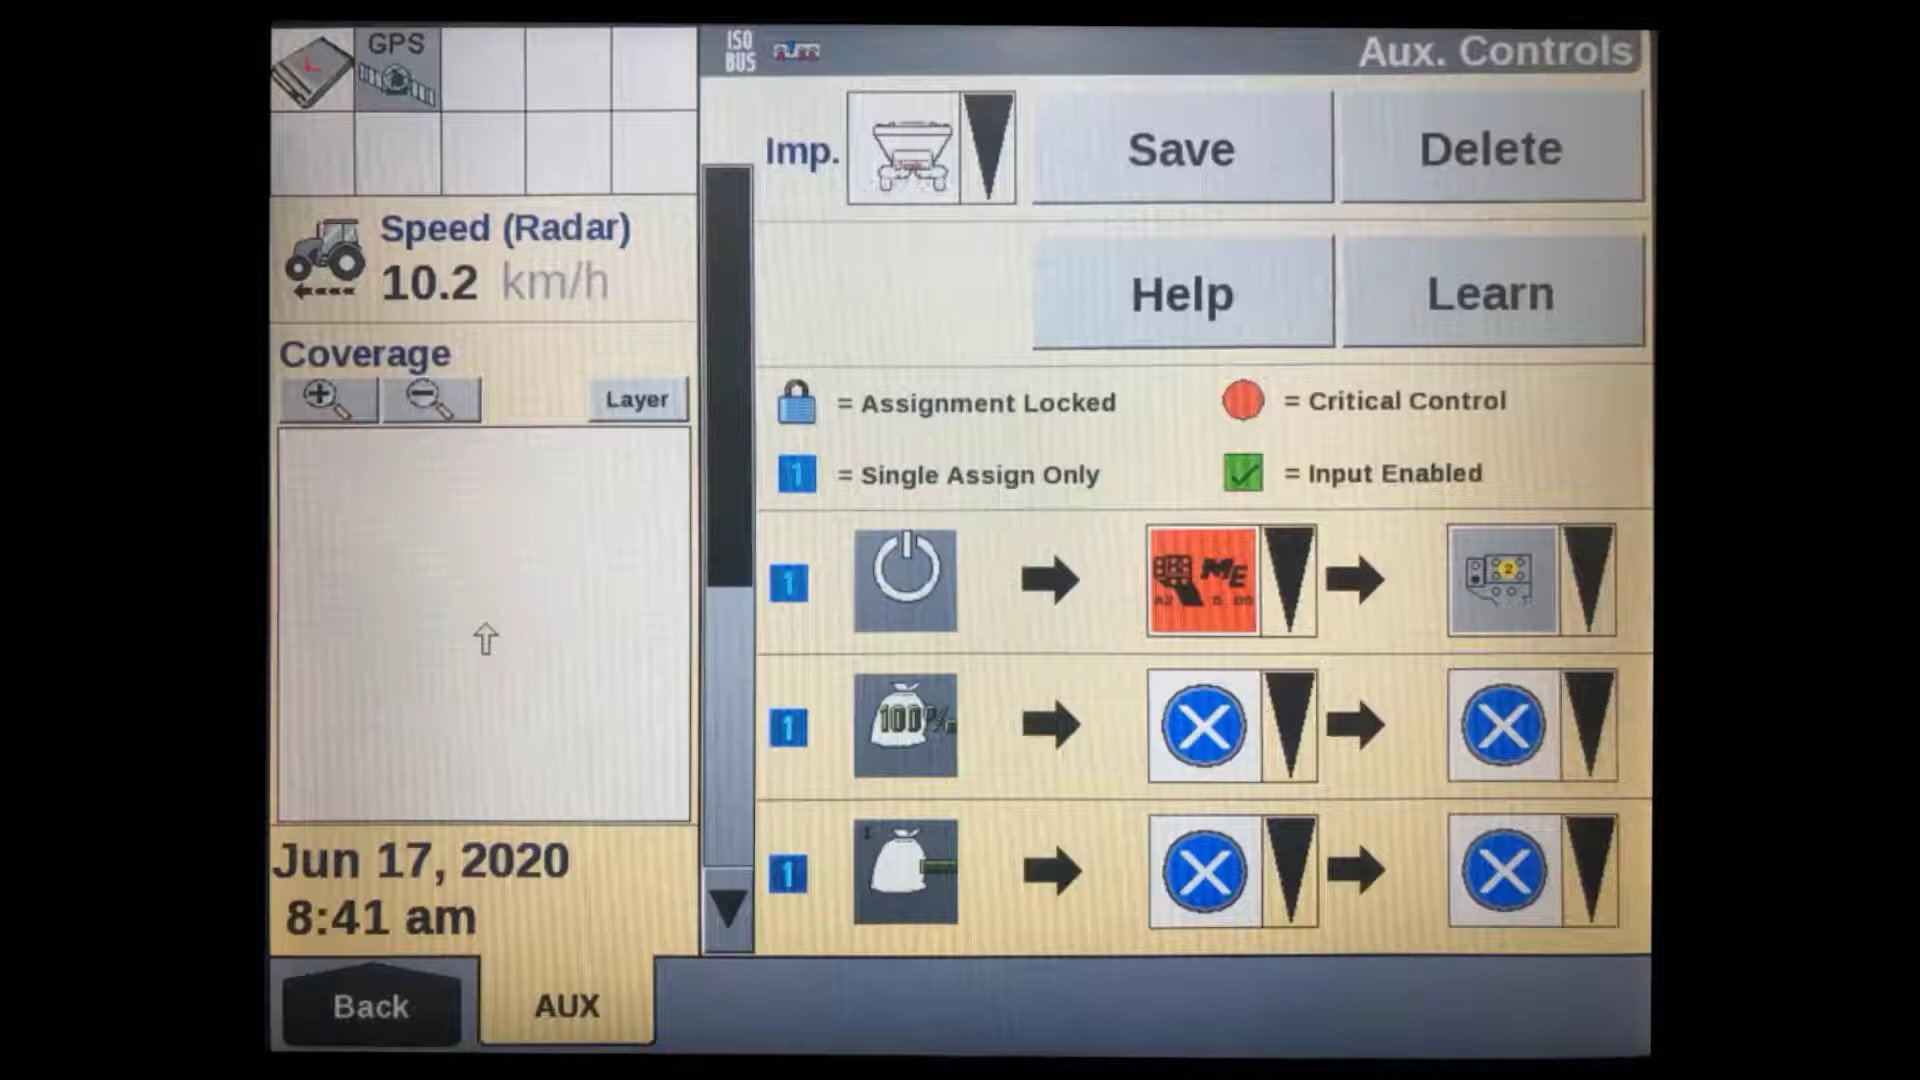 GPS
ISO
BUS
Aux. Controls
Imp.
Save
Delete
Speed (Radar)
10.2 km/h
Help
Learn
Coverage
Layer
= Assignment Locked
= Critical Control
1 = Single Assign Only
= Input Enabled
1
ME
2
1
100%
1
Jun 17, 2020
8:41 am
Back
AUX